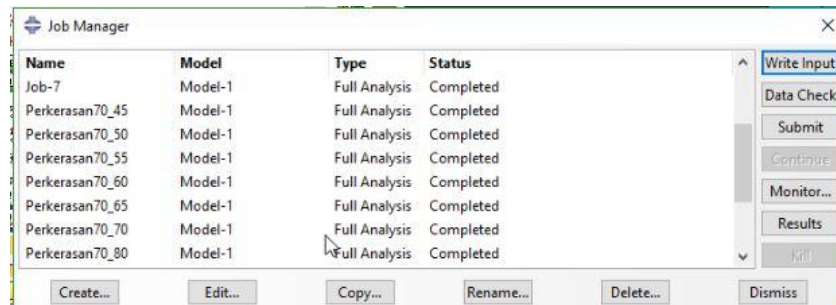 Job Manager
Name Model Type Status
Job-7 Model-1 Full Analysis Completed
Perkerasan70_45 Model-1 Full Analysis Completed
Perkerasan70_50 Model-1 Full Analysis Completed
Perkerasan70_55 Model-1 Full Analysis Completed
Perkerasan70_60 Model-1 Full Analysis Completed
Perkerasan70_65 Model-1 Full Analysis Completed
Perkerasan70_70 Model-1 Full Analysis Completed
Perkerasan70_80 Model-1 Full Analysis Completed
Write Input
Data Check
Submit
Continue
Monitor...
Results
Kill
Create... Edit... Copy... Rename... Delete... Dismiss